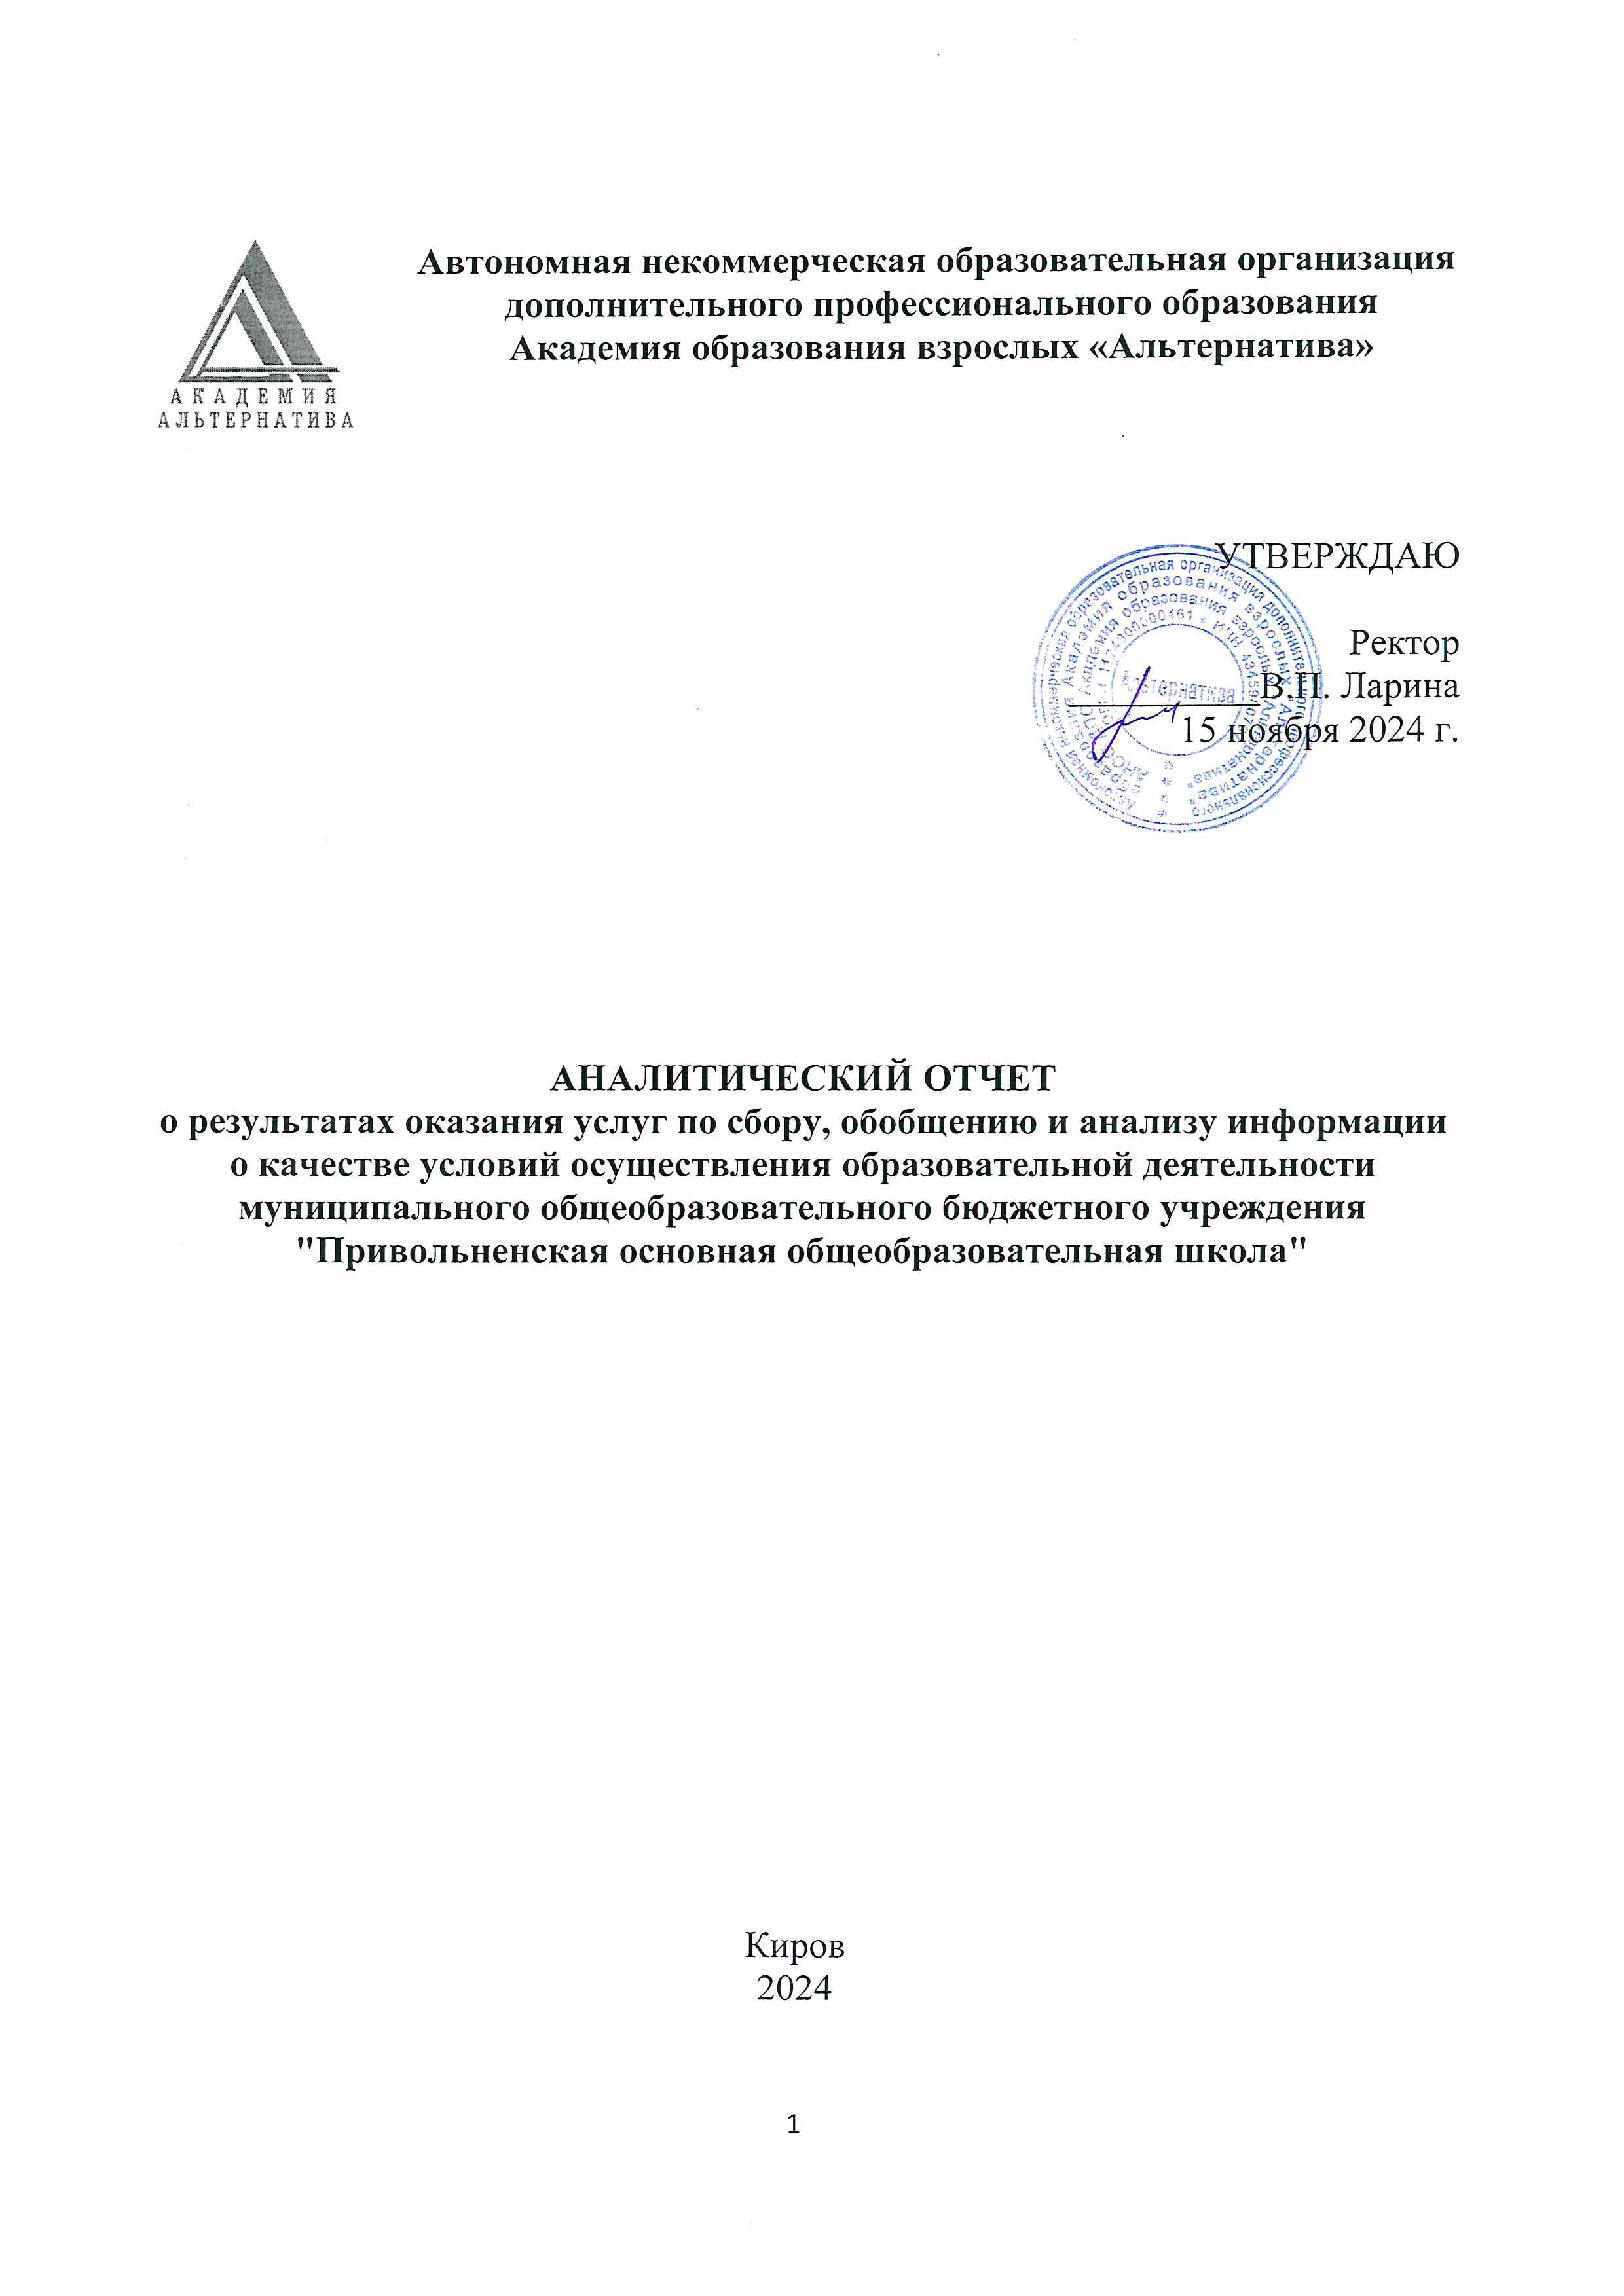 АКАДЕМИЯ
АЛЬТЕРНАТИВА
Автономная некоммерческая образовательная организация
дополнительного профессионального образования
Академия образования взрослых «Альтернатива»
УТВЕРЖДАЮ
Ректор
В.П. Ларина
15 ноября 2024 г.
Альтернатива
АНАЛИТИЧЕСКИЙ ОТЧЕТ
о результатах оказания услуг по сбору, обобщению и анализу информации
о качестве условий осуществления образовательной деятельности
муниципального общеобразовательного бюджетного учреждения
"Привольненская основная общеобразовательная школа"
Киров
2024
1